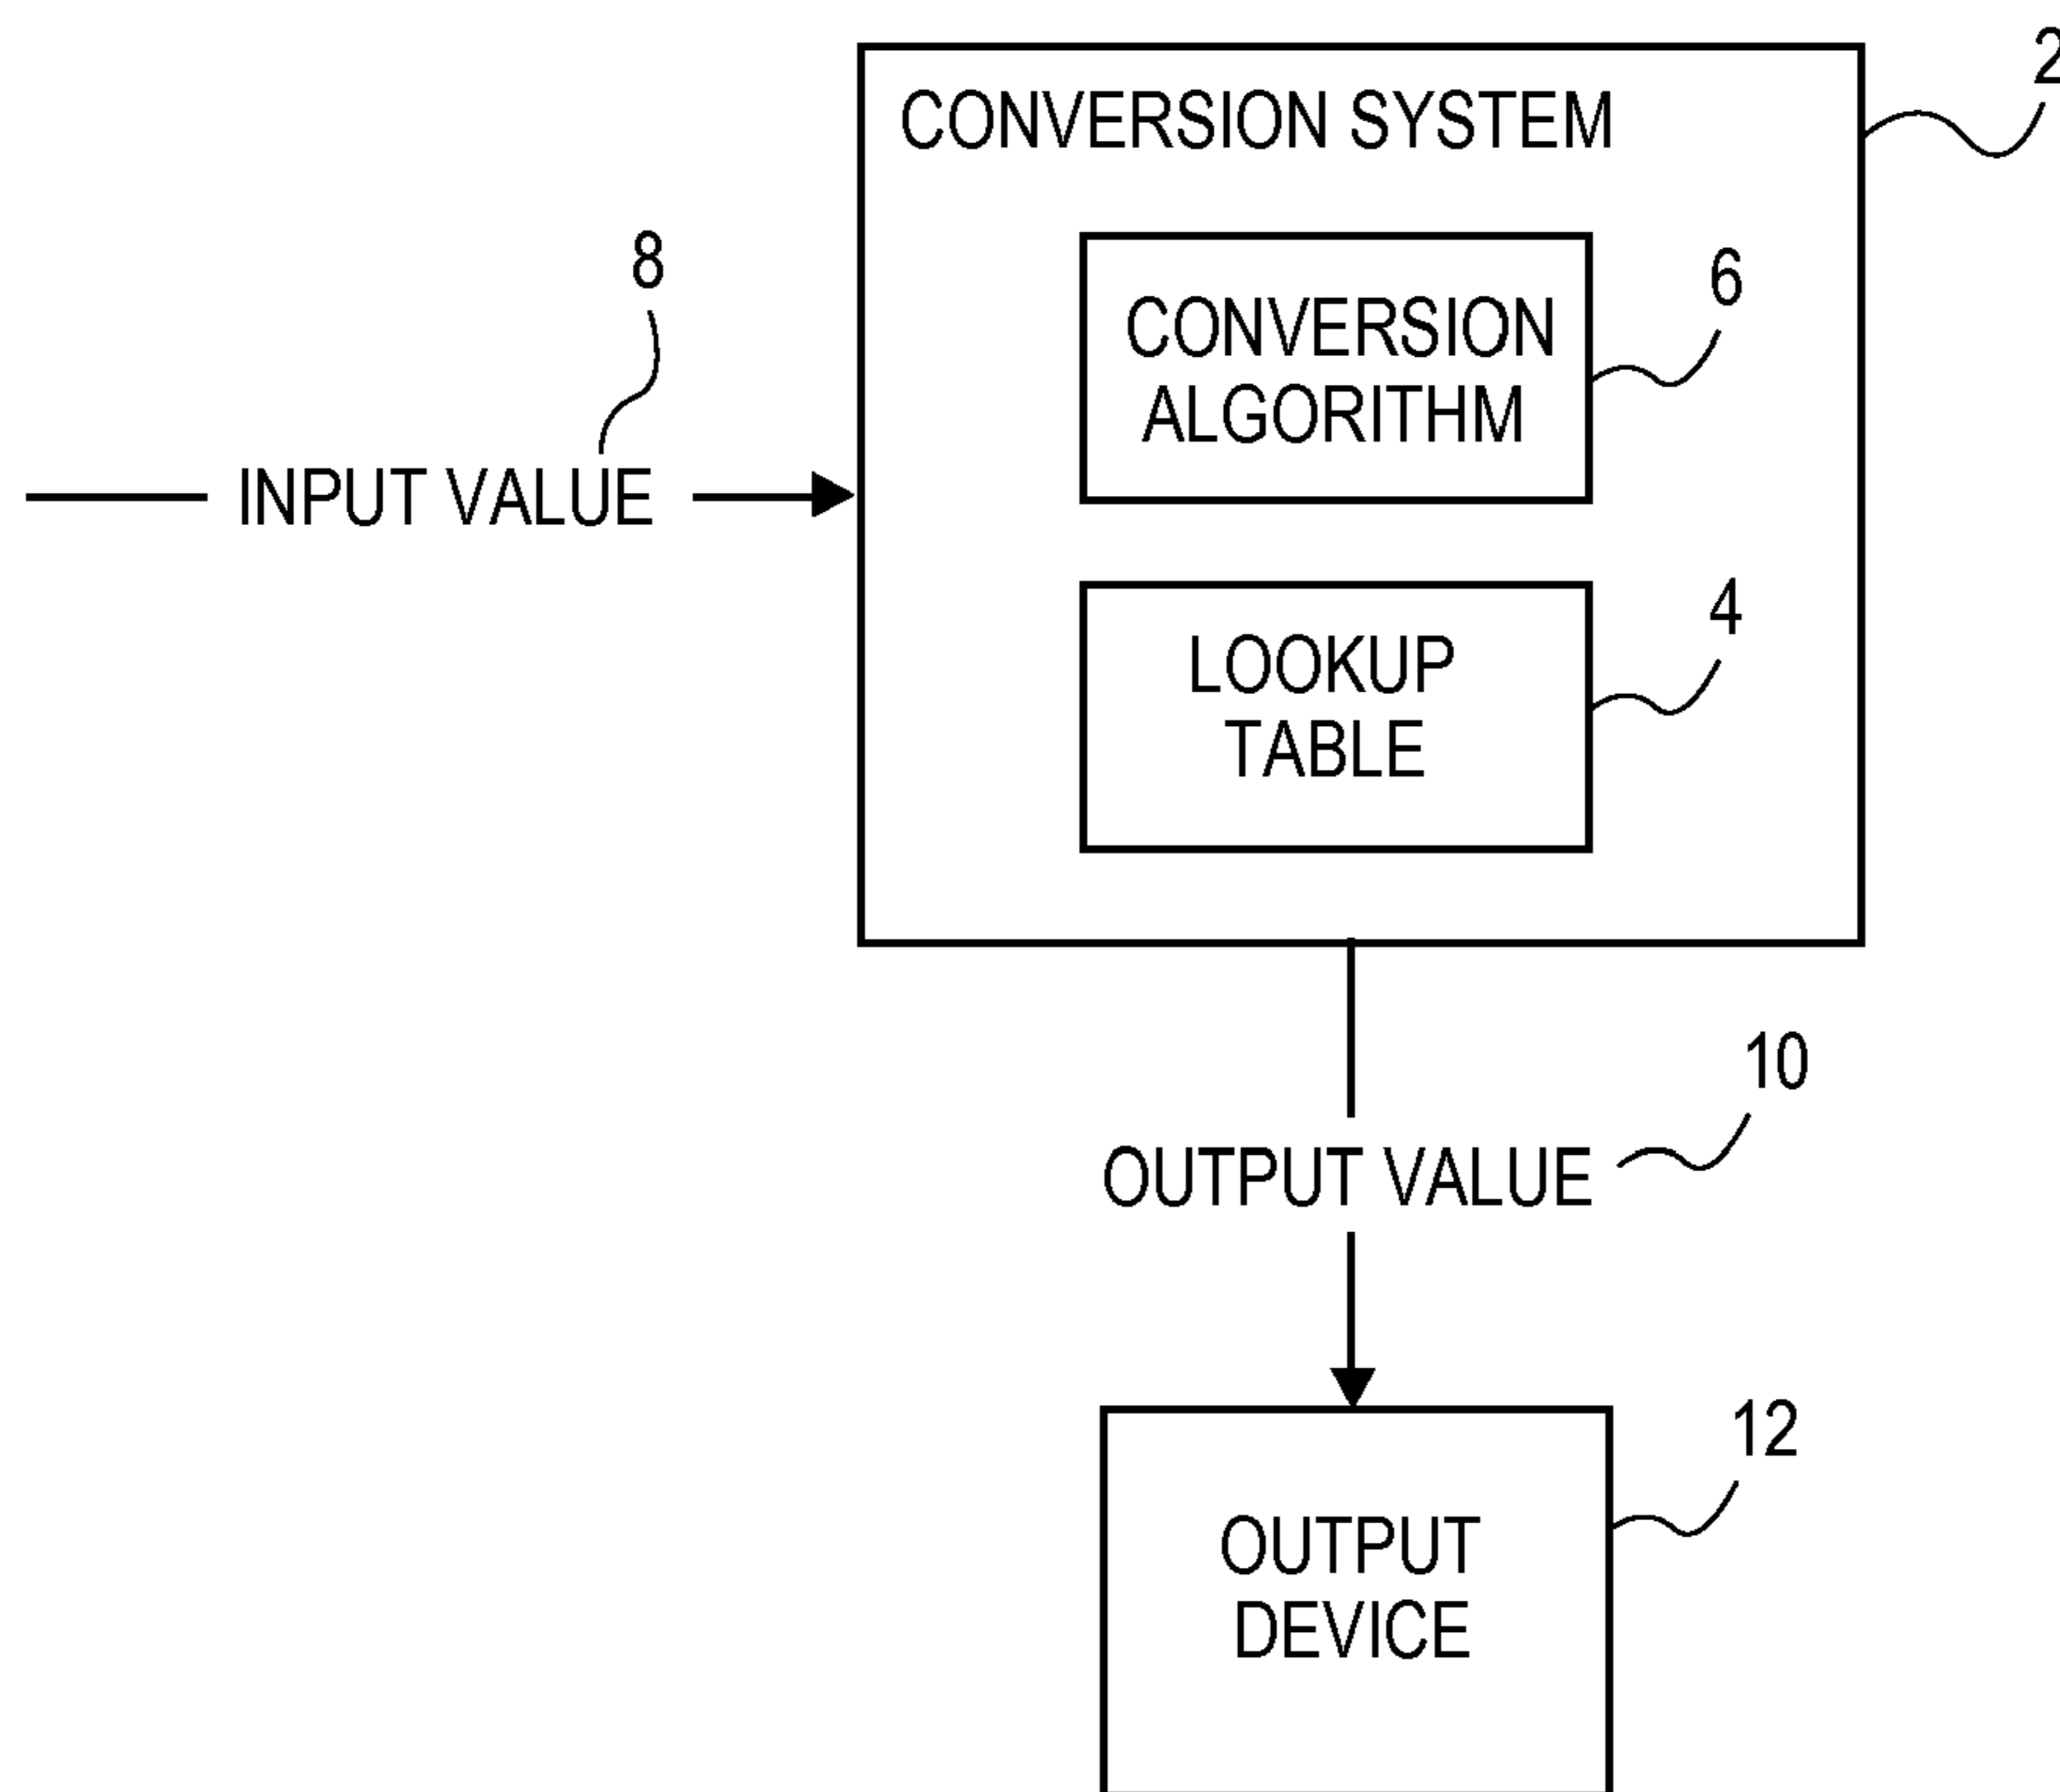 2
CONVERSION SYSTEM
8
6
CONVERSION
ALGORITHM
INPUT VALUE
4
LOOKUP
TABLE
10
OUTPUT VALUE
12
OUTPUT
DEVICE